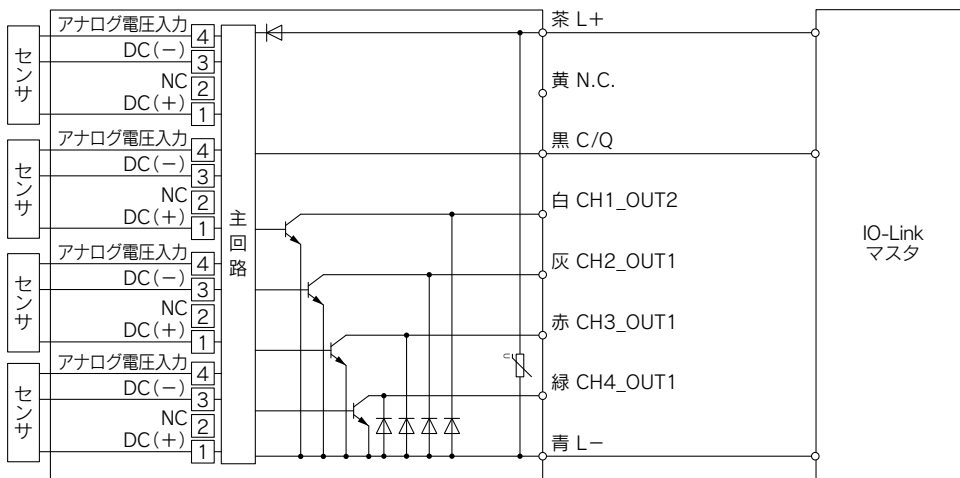 センサ
アナログ電圧入力 4
DC(−) 3
NC 2
DC(+) 1
センサ
アナログ電圧入力 4
DC(−) 3
NC 2
DC(+) 1
センサ
アナログ電圧入力 4
DC(−) 3
NC 2
DC(+) 1
センサ
アナログ電圧入力 4
DC(−) 3
NC 2
DC(+) 1
主回路
茶 L+
黄 N.C.
黒 C/Q
白 CH1_OUT2
灰 CH2_OUT1
赤 CH3_OUT1
緑 CH4_OUT1
青 L−
IO-Link
マスタ